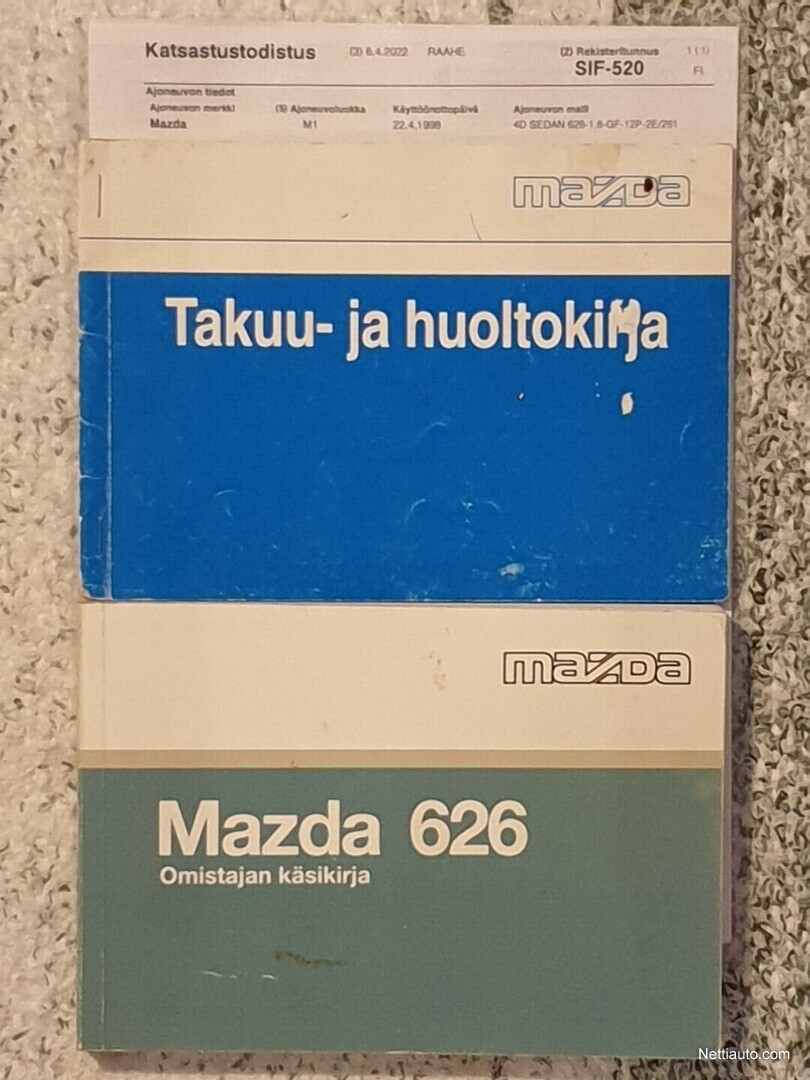 Katsastustodistus (3) 6.4.2022 RAAHE (2) Rekisteritunnus 1 (1)
SIF-520 FI
Ajoneuvon tiedot
Ajoneuvon merkki (5) Ajoneuvoluokka Käyttöönottopäivä Ajoneuvon malli
Mazda M1 22.4.1998 4D SEDAN 626-1.8-GF-12P-2E/261
mazda
Takuu- ja huoltokirja
mazda
Mazda 626
Omistajan käsikirja
Nettiauto.com